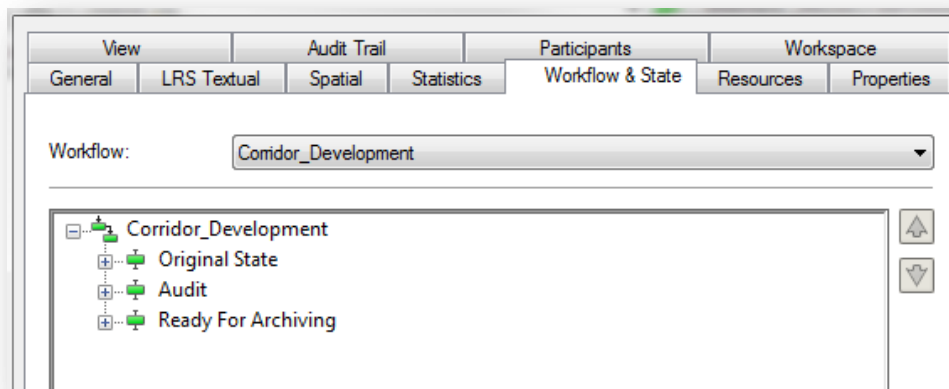 View Audit Trail Participants Workspace
General LRS Textual Spatial Statistics Workflow & State Resources Properties
Workflow: Corridor_Development
Corridor_Development
Original State
Audit
Ready For Archiving